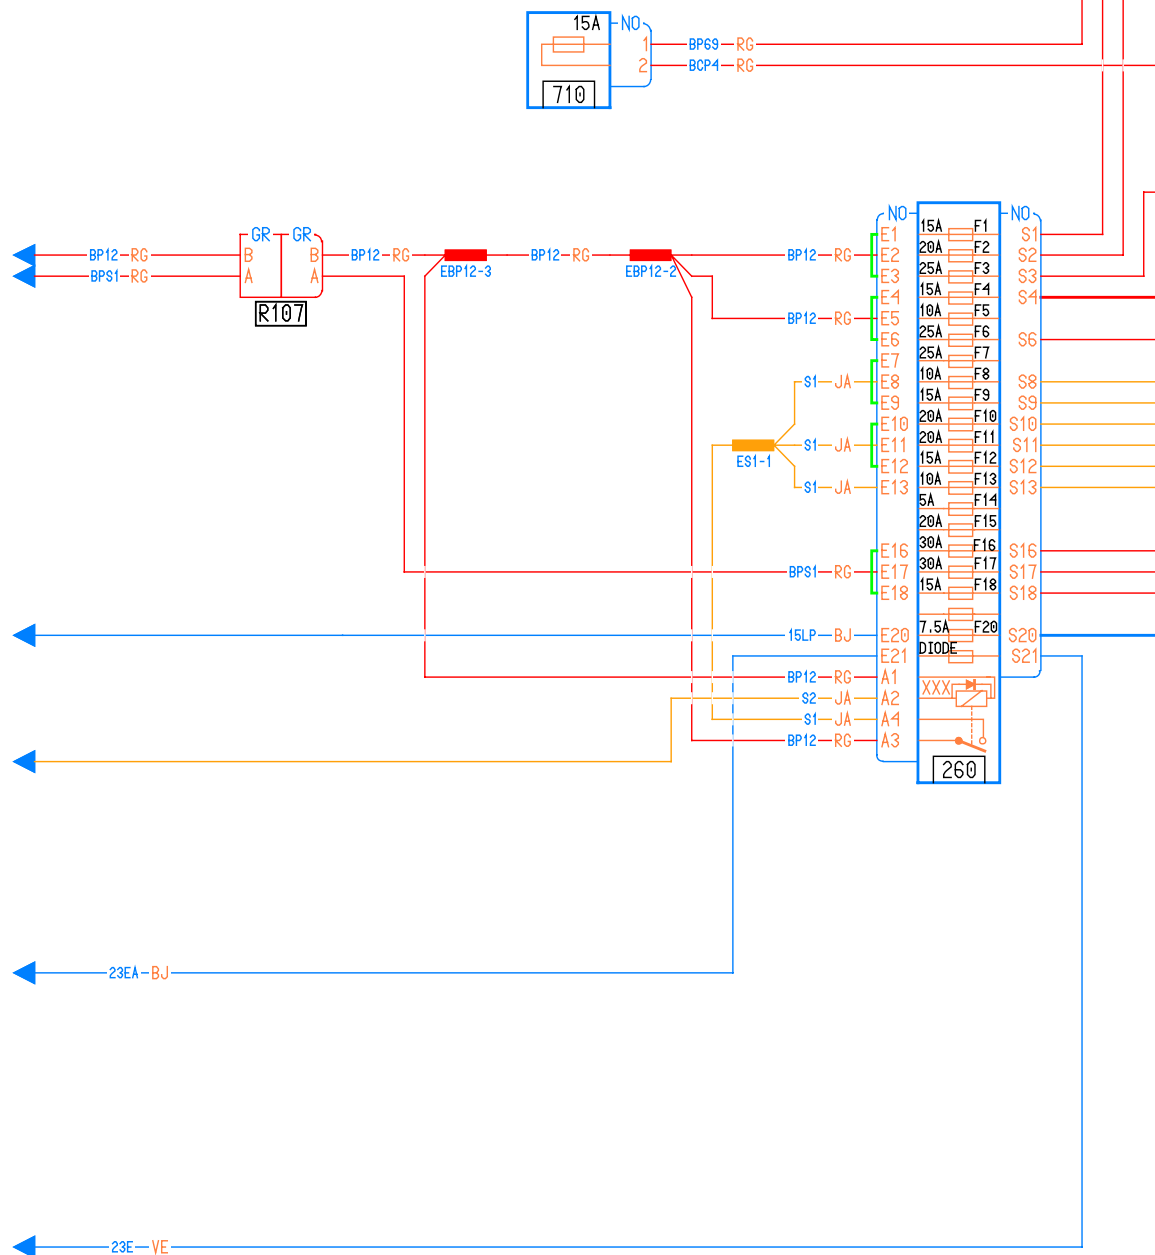 15A NO
1 BP69 RG
2 BCP4 RG
710
NO NO
GR GR
15A F1
E1 S1
BP12 RG B B BP12 RG BP12 RG BP12 RG E2 20A F2 S2
BPS1 RG A A EBP12-3 EBP12-2 E3 25A F3 S3
E4 15A F4 S4
R107
BP12 RG E5 10A F5
E6 25A F6 S6
E7 25A F7
S1 JA E8 10A F8 S8
E9 15A F9 S9
E10 20A F10 S10
S1 JA E11 20A F11 S11
ES1-1 E12 15A F12 S12
S1 JA E13 10A F13 S13
5A F14
20A F15
E16 30A F16 S16
BPS1 RG E17 30A F17 S17
E18 15A F18 S18
15LP BJ E20 7.5A F20 S20
E21 DIODE S21
BP12 RG A1
S2 JA A2 XXX
S1 JA A4
BP12 RG A3
260
23EA BJ
23E VE